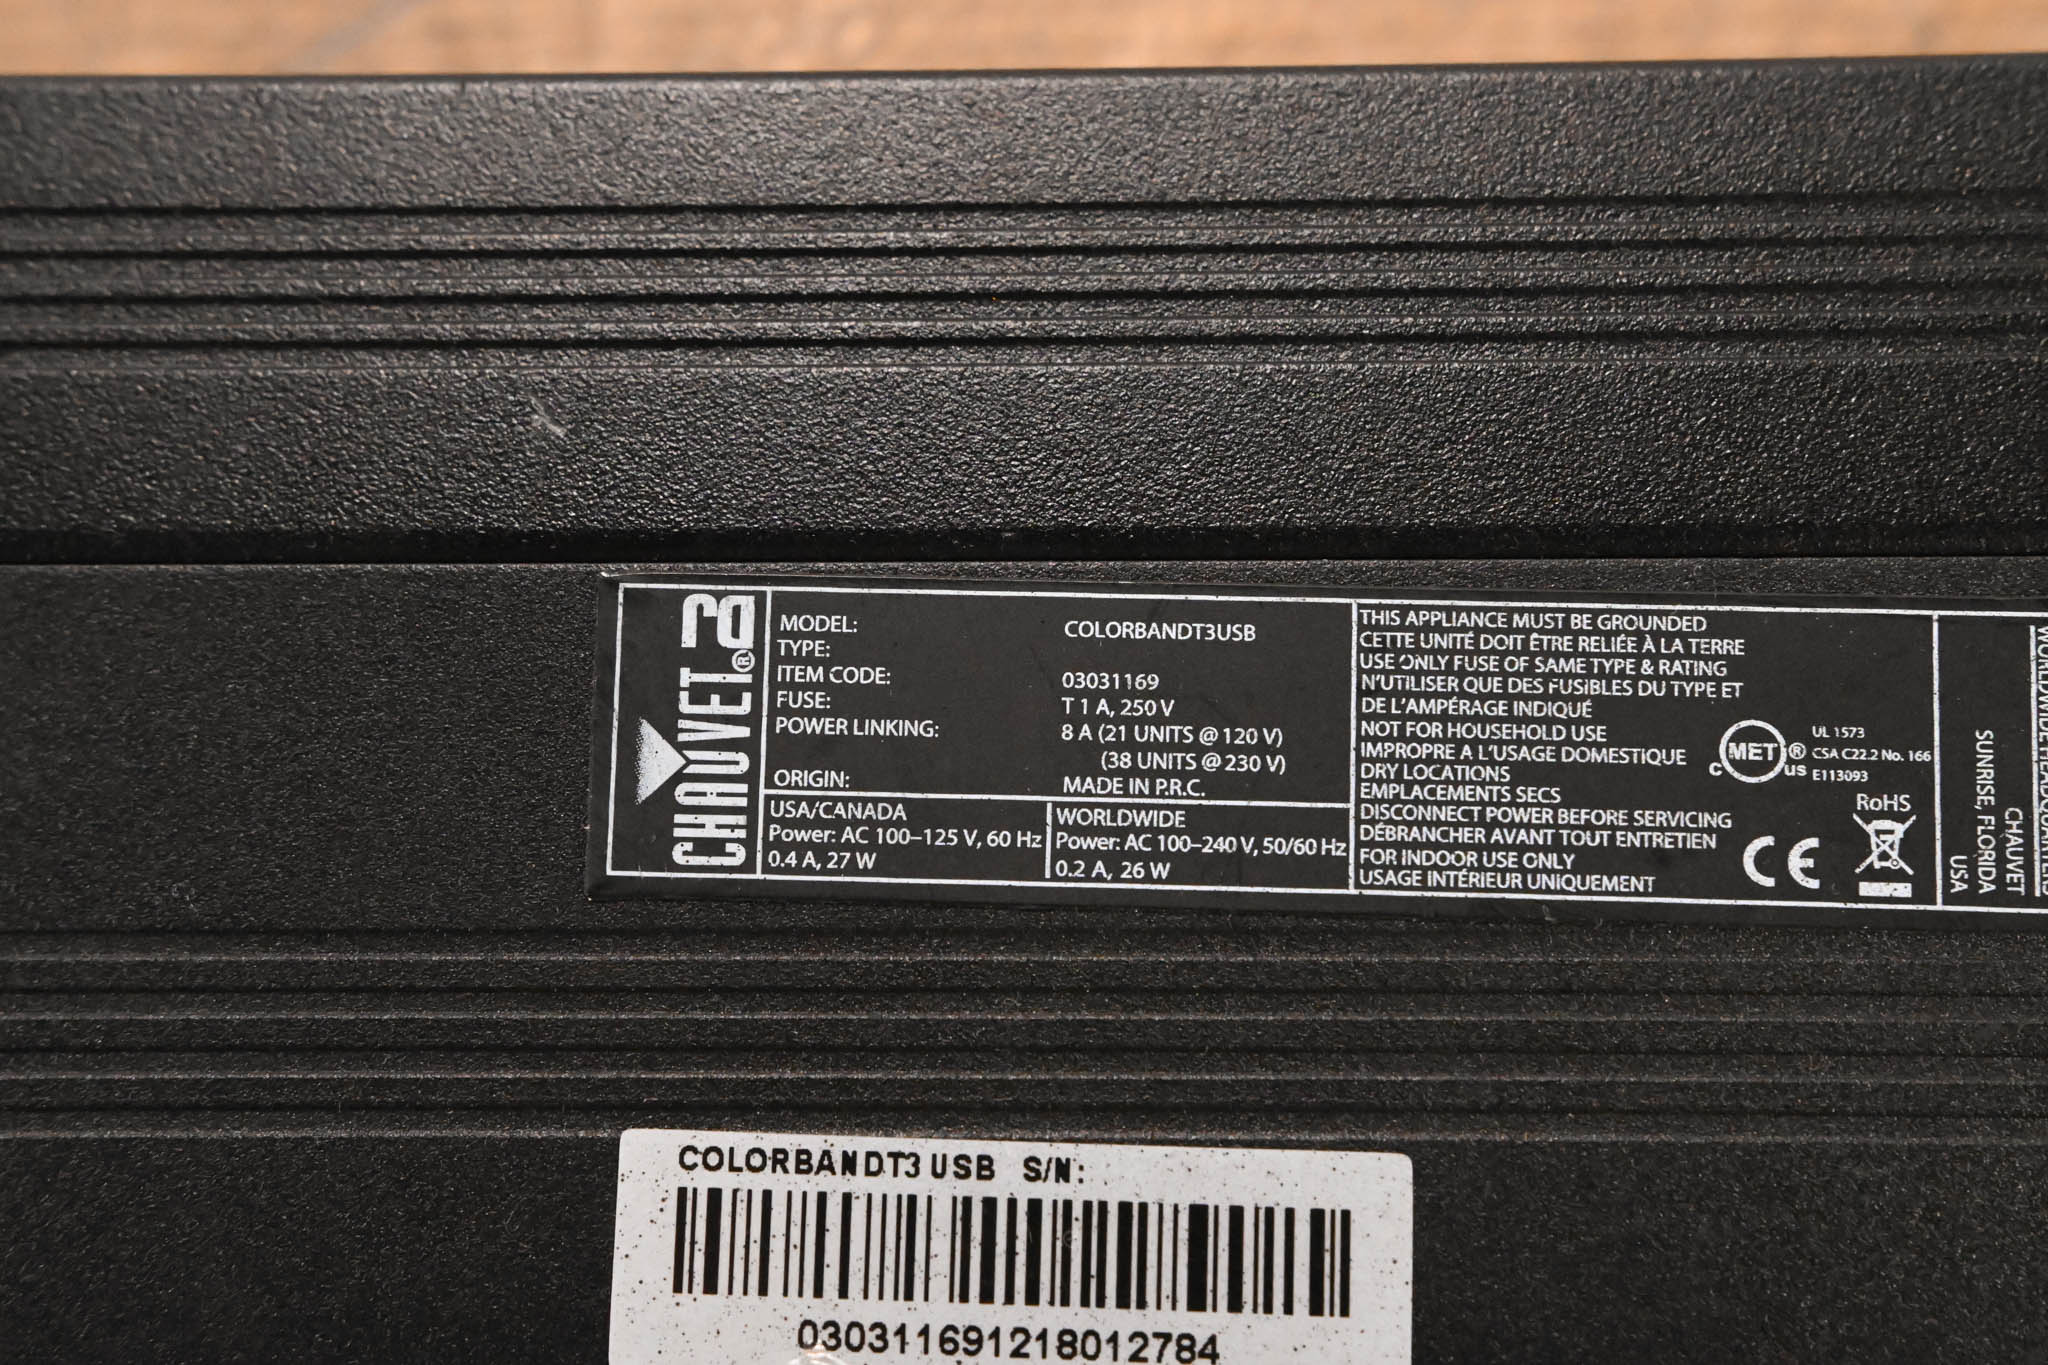 CHAUVET® DJ
MODEL: COLORBANDT3USB
TYPE:
ITEM CODE: 03031169
FUSE: T 1 A, 250 V
POWER LINKING: 8 A (21 UNITS @ 120 V)
(38 UNITS @ 230 V)
ORIGIN: MADE IN P.R.C.
USA/CANADA
Power: AC 100–125 V, 60 Hz
0.4 A, 27 W
WORLDWIDE
Power: AC 100–240 V, 50/60 Hz
0.2 A, 26 W
THIS APPLIANCE MUST BE GROUNDED
CETTE UNITÉ DOIT ÊTRE RELIÉE À LA TERRE
USE ONLY FUSE OF SAME TYPE & RATING
N'UTILISER QUE DES FUSIBLES DU TYPE ET
DE L'AMPÉRAGE INDIQUÉ
NOT FOR HOUSEHOLD USE
IMPROPRE A L'USAGE DOMESTIQUE
DRY LOCATIONS
EMPLACEMENTS SECS
DISCONNECT POWER BEFORE SERVICING
DÉBRANCHER AVANT TOUT ENTRETIEN
FOR INDOOR USE ONLY
USAGE INTÉRIEUR UNIQUEMENT
c MET ® us
UL 1573
CSA C22.2 No. 166
E113093
CE
RoHS
WORLDWIDE HEADQUARTERS
CHAUVET
SUNRISE, FLORIDA
USA
COLORBANDT3 USB S/N:
030311691218012784